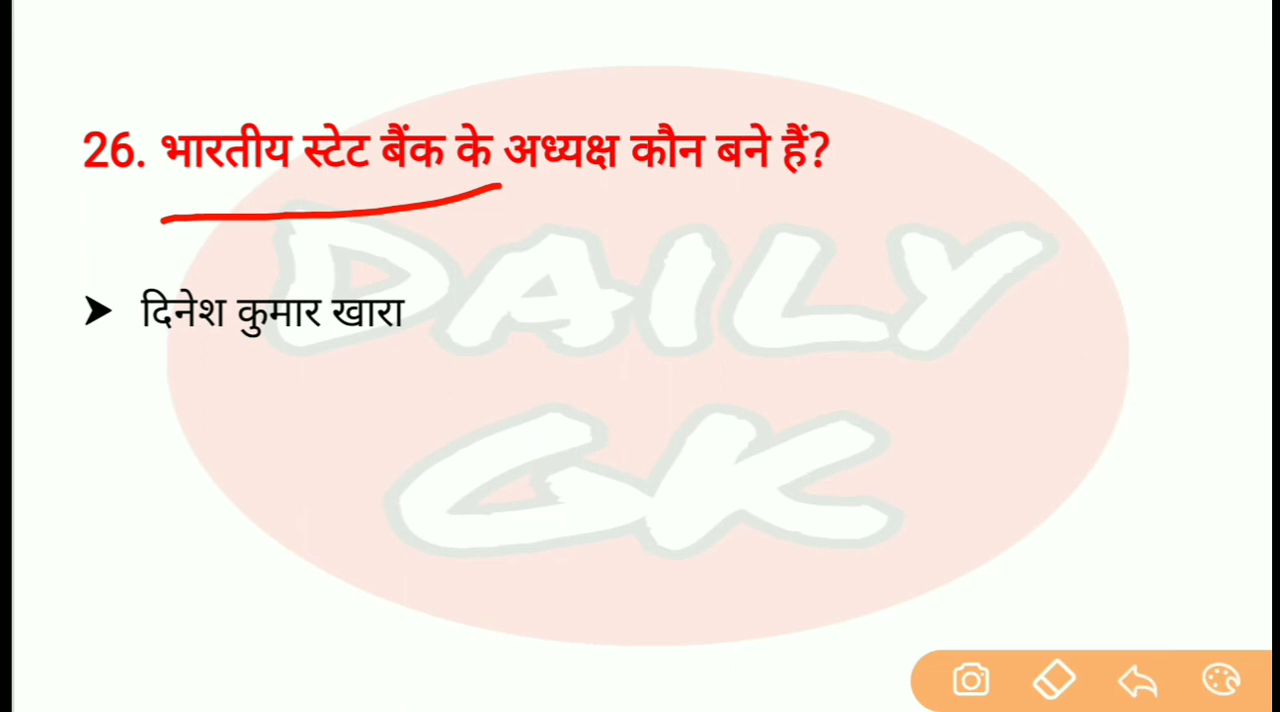 26. भारतीय स्टेट बैंक के अध्यक्ष कौन बने हैं?
➤ दिनेश कुमार खारा
DAILY
GK